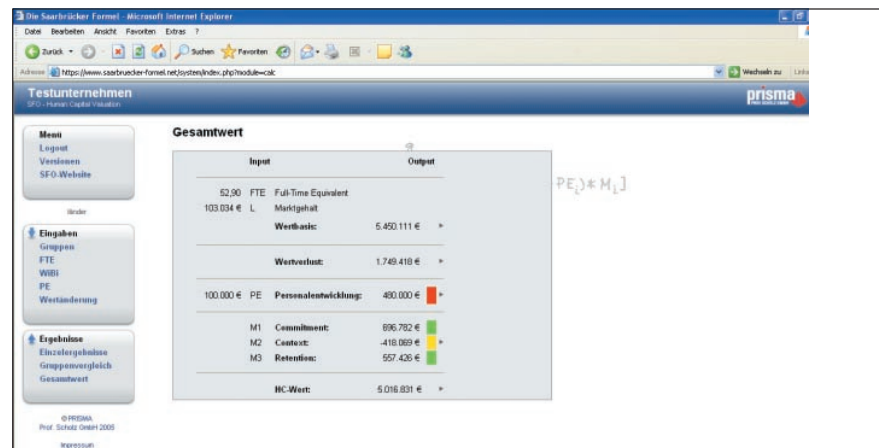 Die Saarbrücker Formel - Microsoft Internet Explorer
Datei Bearbeiten Ansicht Favoriten Extras ?
Zurück Suchen Favoriten
Adresse https://www.saarbruecker-formel.net/system/index.php?module=calc Wechseln zu Links
Testunternehmen
SFO - Human Capital Valuation
prisma
Menü
Logout
Versionen
SFO-Website
Eingaben
Gruppen
FTE
WiBi
PE
Wertänderung
Ergebnisse
Einzelergebnisse
Gruppenvergleich
Gesamtwert
© PRISMA
Prof. Scholz GmbH 2005
Impressum
Gesamtwert
Input Output
52,90 FTE Full-Time Equivalent
103.034 € L Marktgehalt
Wertbasis: 5.450.111 €
Wertverlust: 1.749.418 €
100.000 € PE Personalentwicklung: 480.000 €
M1 Commitment: 896.782 €
M2 Context: -418.069 €
M3 Retention: 557.426 €
HC-Wert: 5.016.831 €
PEi)* Mi]